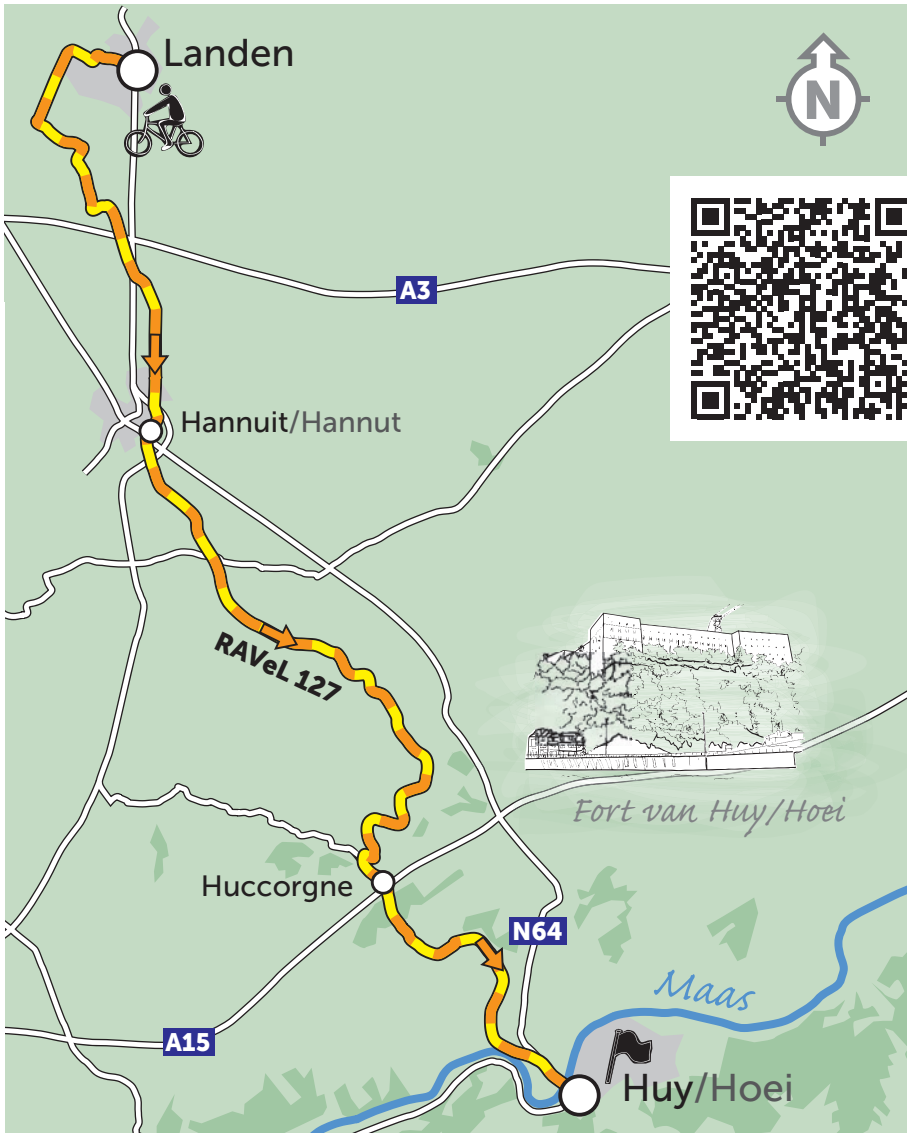 Landen
N
A3
Hannuit/Hannut
RAVeL 127
Fort van Huy/Hoei
Huccorgne
N64
Maas
A15
Huy/Hoei